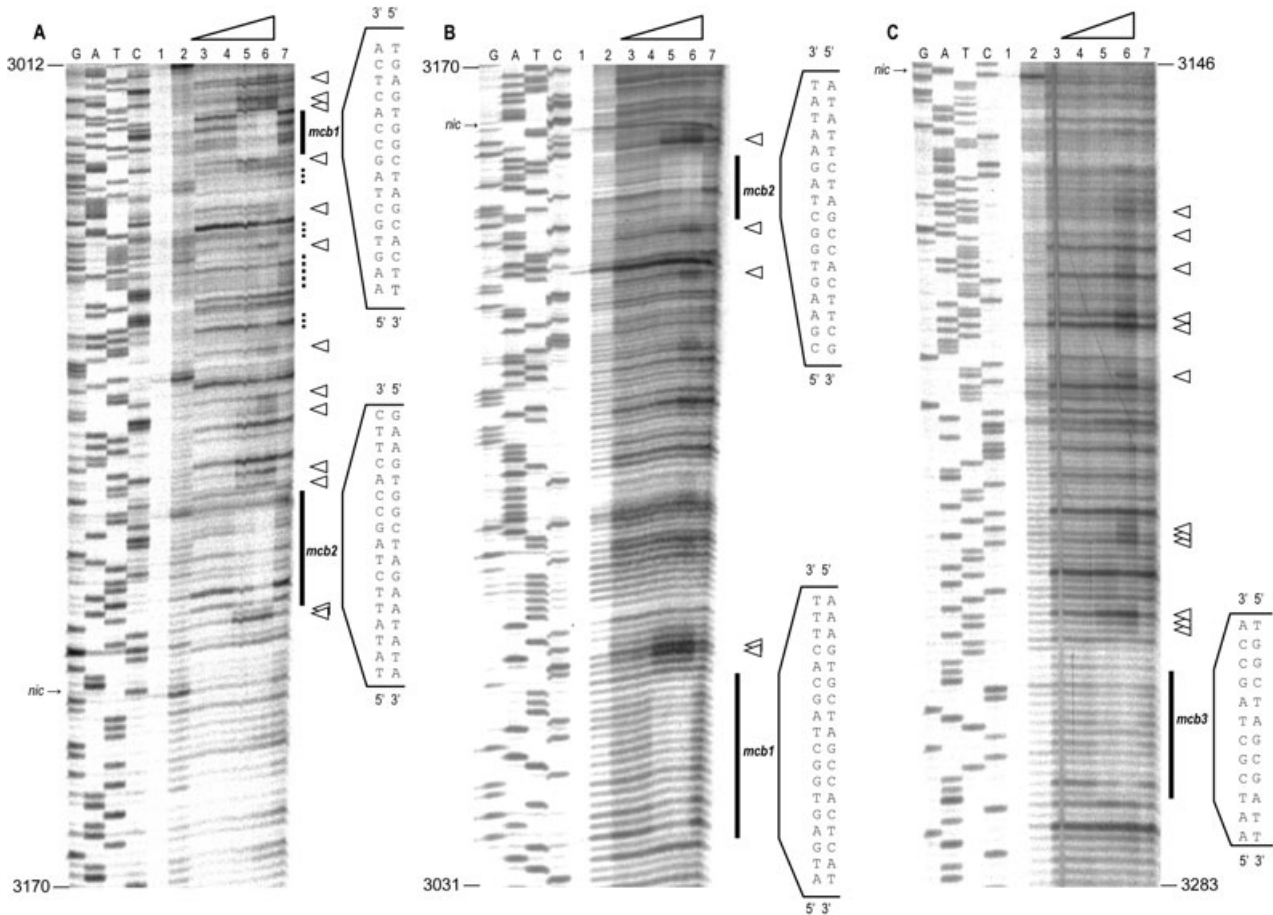 A
3' 5'
G A T C 1 2 3 4 5 6 7
3012
mcb1
A T
C G
T A
C G
A T
C G
C G
G C
A T
T A
C G
G C
T A
G C
A T
A T
5' 3'
3' 5'
mcb2
C G
T A
T A
C G
A T
C G
C G
G C
A T
T A
C G
T A
T A
A T
T A
A T
T A
5' 3'
nic →
3170
B
3' 5'
G A T C 1 2 3 4 5 6 7
3170
nic →
mcb2
T A
A T
T A
A T
A T
G C
A T
T A
C G
G C
G C
T A
G C
A T
A T
G C
C G
5' 3'
3' 5'
mcb1
T A
T A
T A
C G
A T
C G
G C
A T
T A
C G
G C
G C
T A
G C
A T
G C
T A
A T
5' 3'
3031
C
G A T C 1 2 3 4 5 6 7
nic →
3146
3' 5'
mcb3
5' 3'
3283